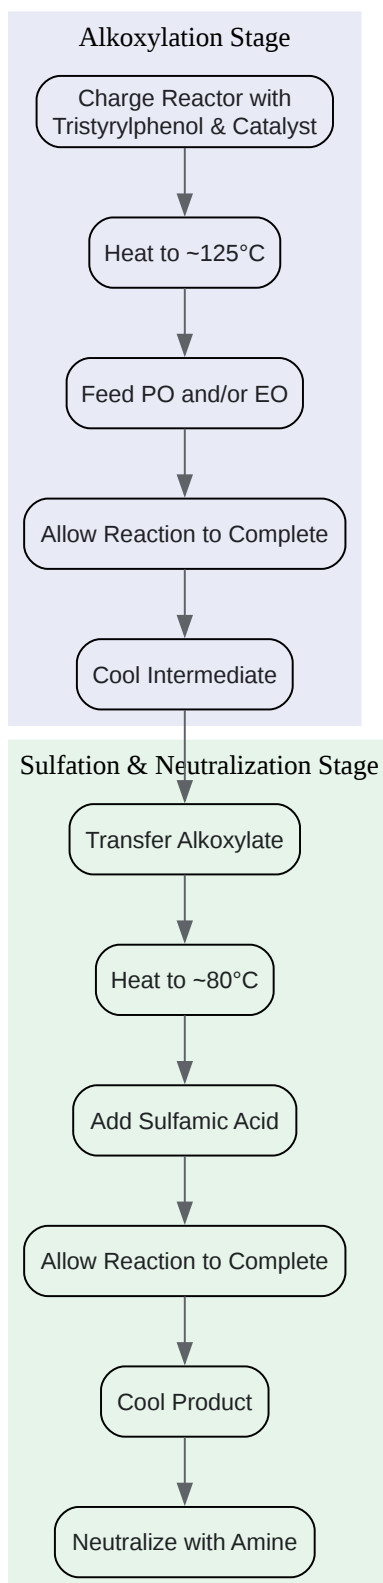 Alkoxylation Stage
Charge Reactor with
Tristyrylphenol & Catalyst
Heat to ~125°C
Feed PO and/or EO
Allow Reaction to Complete
Cool Intermediate
Sulfation & Neutralization Stage
Transfer Alkoxylate
Heat to ~80°C
Add Sulfamic Acid
Allow Reaction to Complete
Cool Product
Neutralize with Amine